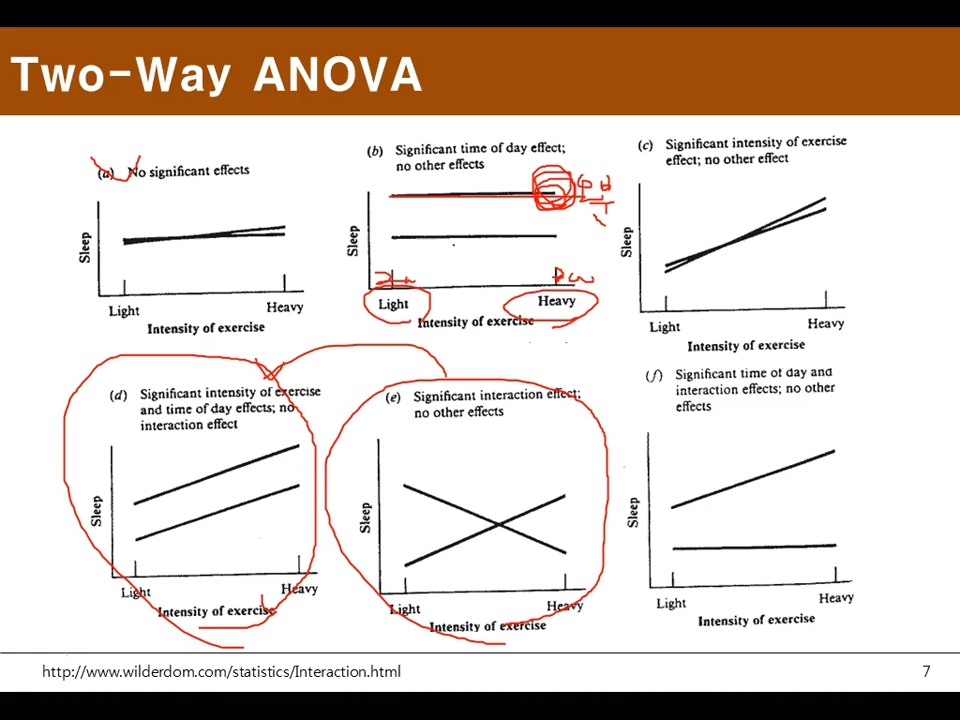 Two-Way ANOVA
(a) No significant effects
Sleep
Light
Heavy
Intensity of exercise
(b) Significant time of day effect;
no other effects
Sleep
Light
Heavy
Intensity of exercise
(c) Significant intensity of exercise
effect; no other effect
Sleep
Light
Heavy
Intensity of exercise
(d) Significant intensity of exercise
and time of day effects; no
interaction effect
Sleep
Light
Heavy
Intensity of exercise
(e) Significant interaction effect;
no other effects
Sleep
Light
Heavy
Intensity of exercise
(f) Significant time of day and
interaction effects; no other
effects
Sleep
Light
Heavy
Intensity of exercise
http://www.wilderdom.com/statistics/Interaction.html
7